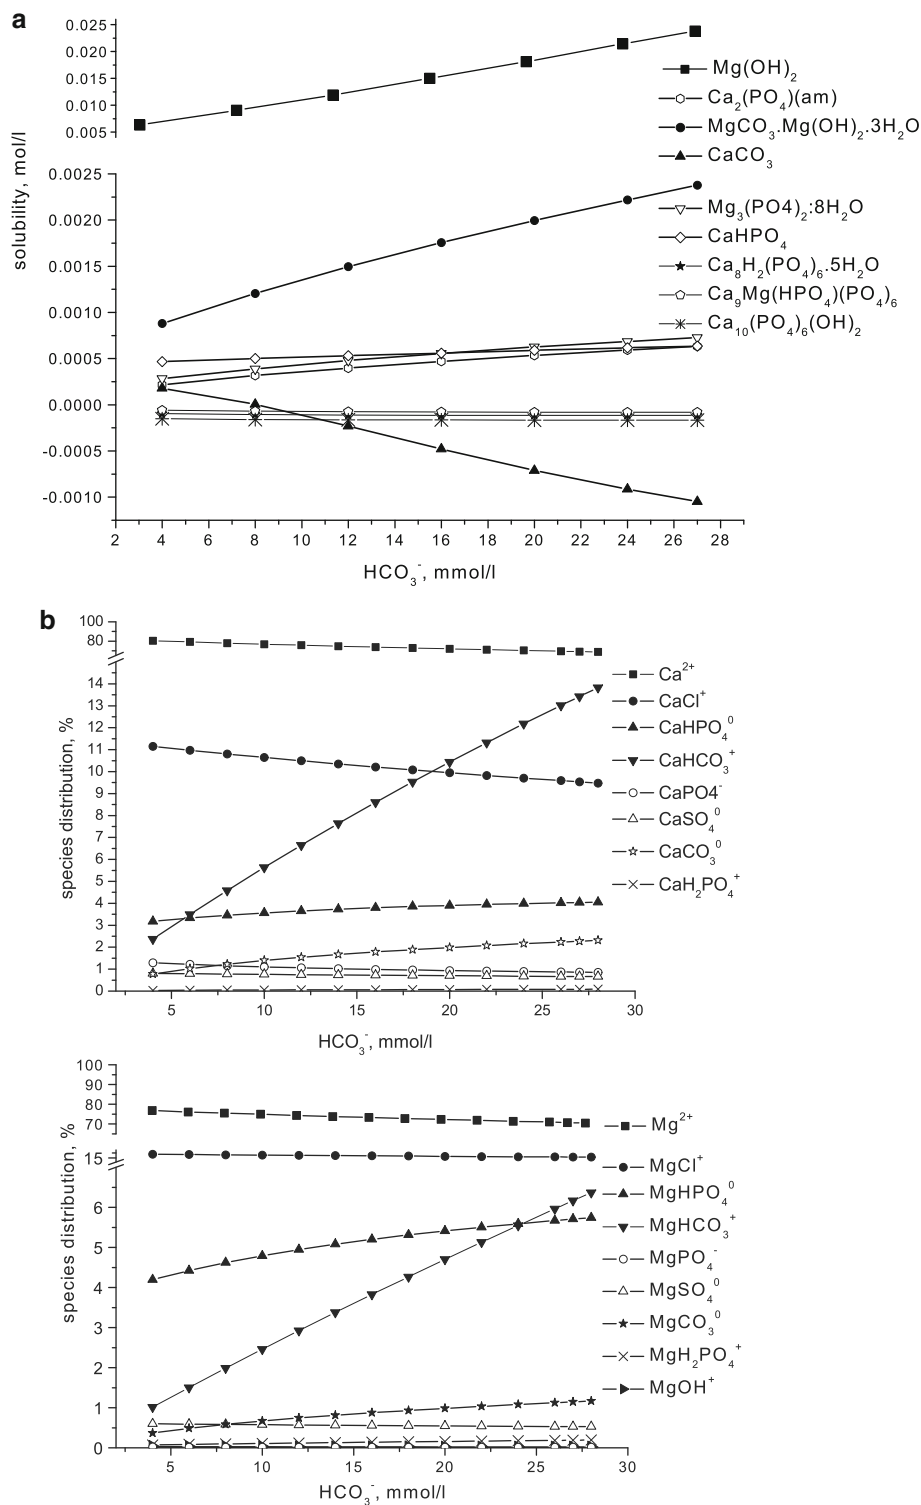 a
0.025
0.020
0.015
0.010
0.005
0.0025
0.0020
0.0015
0.0010
0.0005
0.0000
-0.0005
-0.0010
solubility, mol/l
Mg(OH)2
Ca2(PO4)(am)
MgCO3.Mg(OH)2.3H2O
CaCO3
Mg3(PO4)2:8H2O
CaHPO4
Ca8H2(PO4)6.5H2O
Ca9Mg(HPO4)(PO4)6
Ca10(PO4)6(OH)2
2 4 6 8 10 12 14 16 18 20 22 24 26 28
HCO3-, mmol/l
b
100
80
14
13
12
11
10
9
8
7
6
5
4
3
2
1
0
species distribution, %
Ca2+
CaCl+
CaHPO40
CaHCO3+
CaPO4-
CaSO40
CaCO30
CaH2PO4+
5 10 15 20 25 30
HCO3-, mmol/l
100
90
80
70
15
6
5
4
3
2
1
0
species distribution, %
Mg2+
MgCl+
MgHPO40
MgHCO3+
MgPO4-
MgSO40
MgCO30
MgH2PO4+
MgOH+
5 10 15 20 25 30
HCO3-, mmol/l